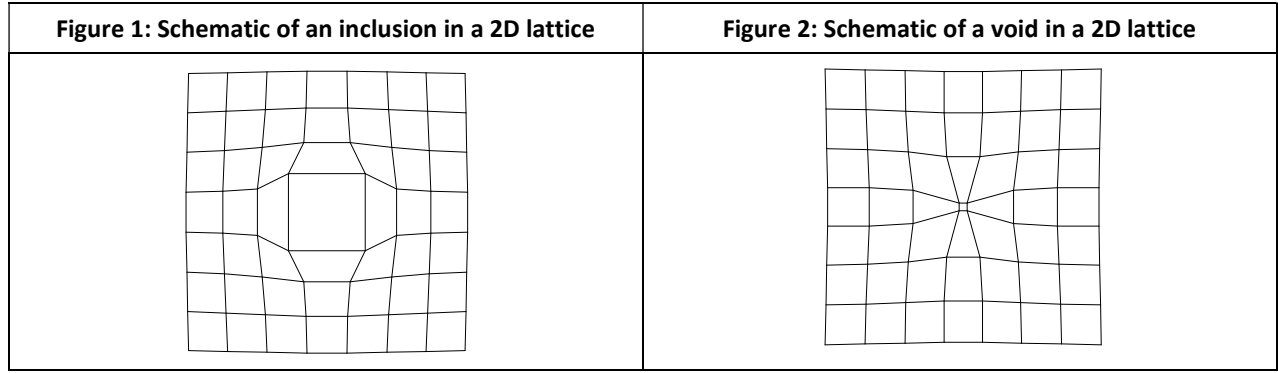 Figure 1: Schematic of an inclusion in a 2D lattice
Figure 2: Schematic of a void in a 2D lattice